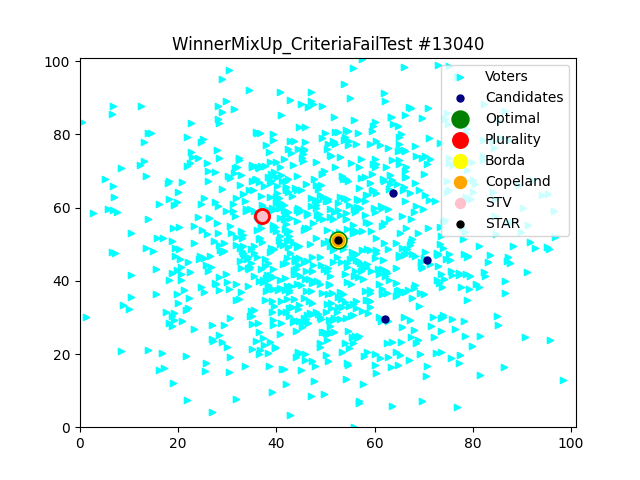 WinnerMixUp_CriteriaFailTest #13040
100
80
60
40
20
0
0
20
40
60
80
100
Voters
Candidates
Optimal
Plurality
Borda
Copeland
STV
STAR